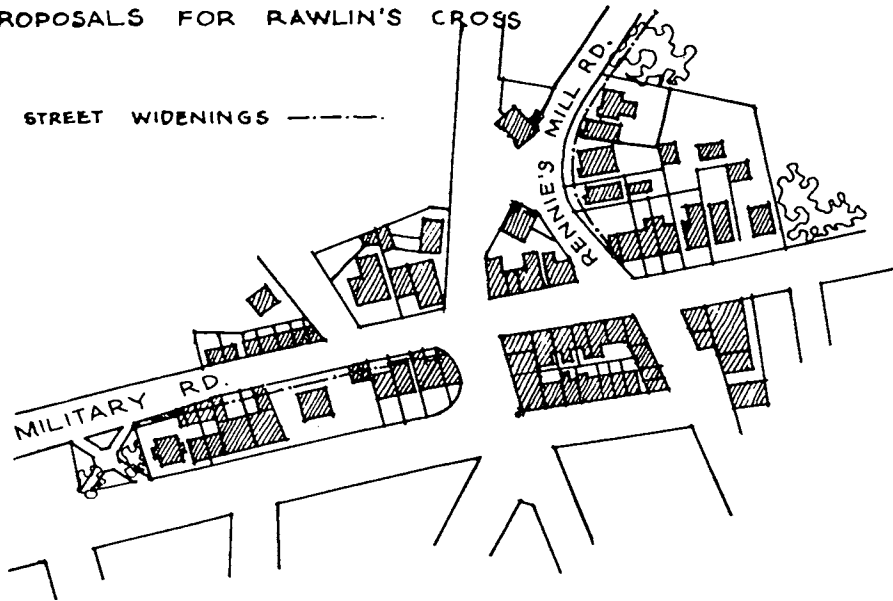 ROPOSALS FOR RAWLIN'S CROSS
STREET WIDENINGS
RENNIE'S MILL RD.
MILITARY RD.